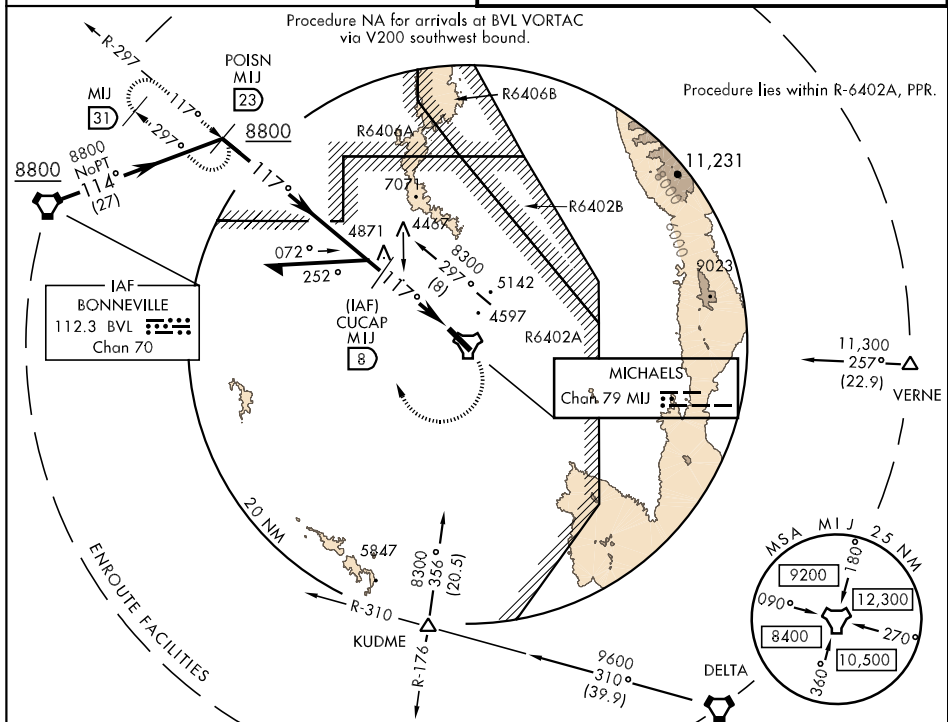 Procedure NA for arrivals at BVL VORTAC
via V200 southwest bound.
R-297
POISN
MIJ
23
MIJ
31
117°
297°
8800
R6406B
Procedure lies within R-6402A, PPR.
R6406A
8800
8800
NoPT
114°
(27)
117°
11,231
8000
6000
7071
R6402B
4871
4467
072°
252°
8300
297°
(8)
5142
9023
117°
4597
IAF
BONNEVILLE
112.3 BVL
Chan 70
(IAF)
CUCAP
MIJ
8
R6402A
11,300
257°
(22.9)
VERNE
MICHAELS
Chan 79 MIJ
20 NM
5847
8300
356°
(20.5)
R-310
KUDME
R-176
ENROUTE FACILITIES
9600
310°
(39.9)
DELTA
MSA MIJ 25 NM
180°
9200
090°
12,300
8400
270°
10,500
360°